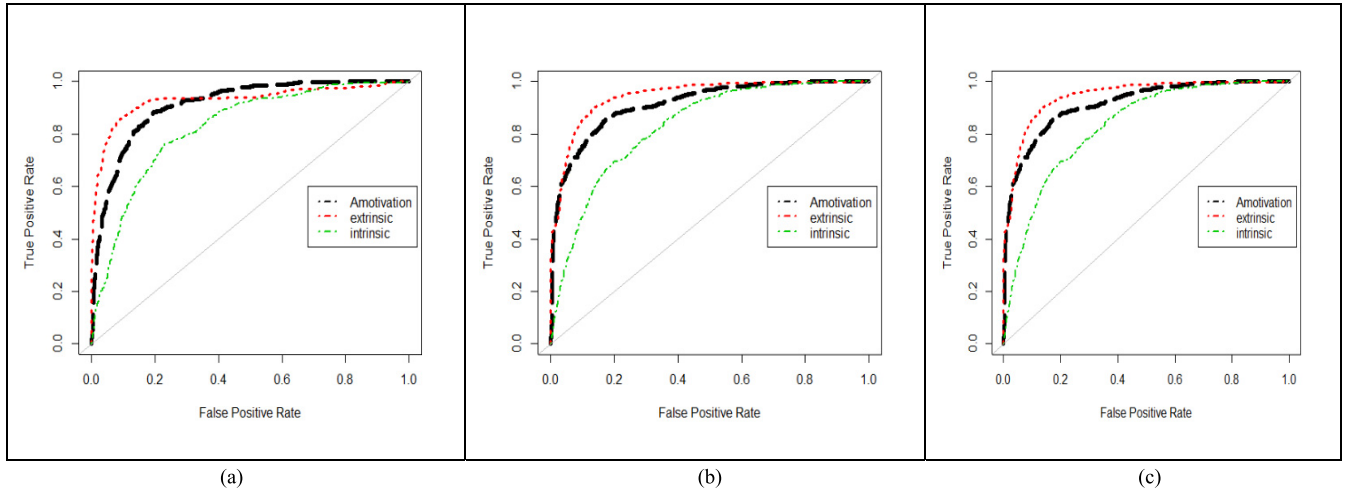 True Positive Rate
1.0
0.8
0.6
0.4
0.2
0.0
Amotivation
extrinsic
intrinsic
0.0 0.2 0.4 0.6 0.8 1.0
False Positive Rate
(a)
True Positive Rate
1.0
0.8
0.6
0.4
0.2
0.0
Amotivation
extrinsic
intrinsic
0.0 0.2 0.4 0.6 0.8 1.0
False Positive Rate
(b)
True Positive Rate
1.0
0.8
0.6
0.4
0.2
0.0
Amotivation
extrinsic
intrinsic
0.0 0.2 0.4 0.6 0.8 1.0
False Positive Rate
(c)